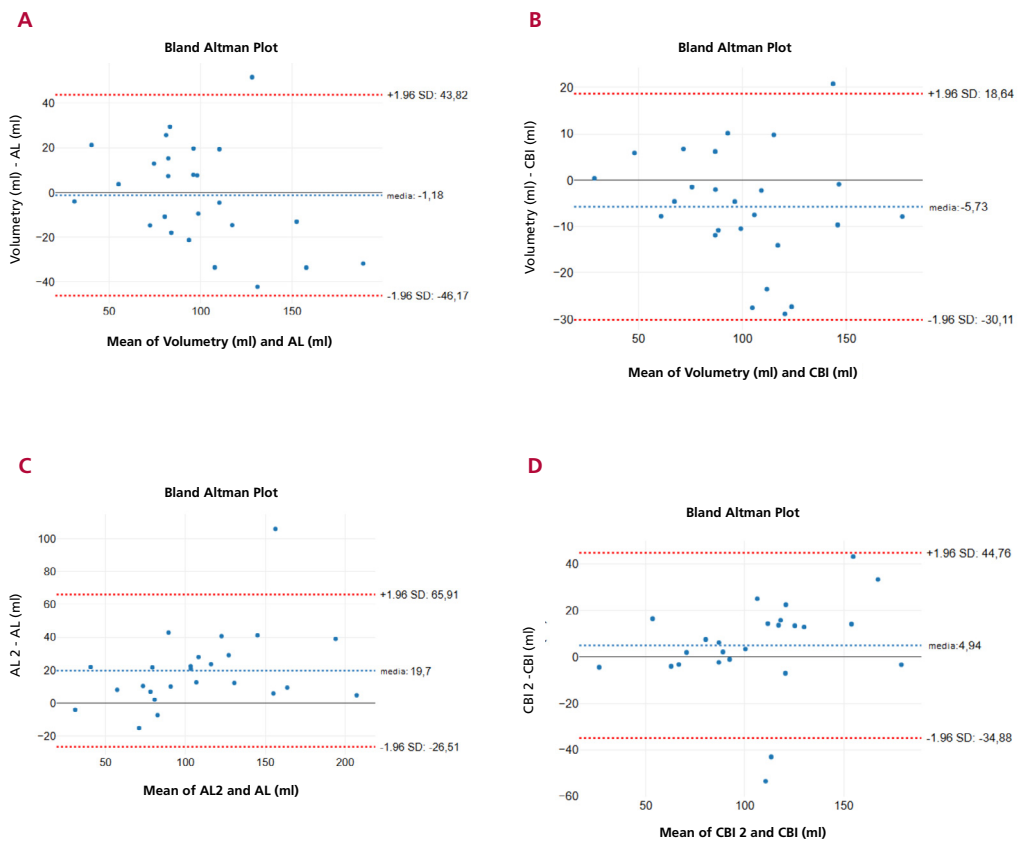 A
Bland Altman Plot
Volumetry (ml) - AL (ml)
40
20
0
−20
−40
+1.96 SD: 43,82
media: -1,18
-1.96 SD: -46,17
50
100
150
Mean of Volumetry (ml) and AL (ml)
B
Bland Altman Plot
Volumetry (ml) - CBI (ml)
20
10
0
−10
−20
−30
+1.96 SD: 18,64
media:-5,73
-1.96 SD: -30,11
50
100
150
Mean of Volumetry (ml) and CBI (ml)
C
Bland Altman Plot
AL 2 - AL (ml)
100
80
60
40
20
0
−20
+1.96 SD: 65,91
media: 19,7
-1.96 SD: -26,51
50
100
150
200
Mean of AL2 and AL (ml)
D
Bland Altman Plot
CBI 2 -CBI (ml)
40
20
0
−20
−40
−60
+1.96 SD: 44,76
media:4,94
-1.96 SD: -34,88
50
100
150
Mean of CBI 2 and CBI (ml)